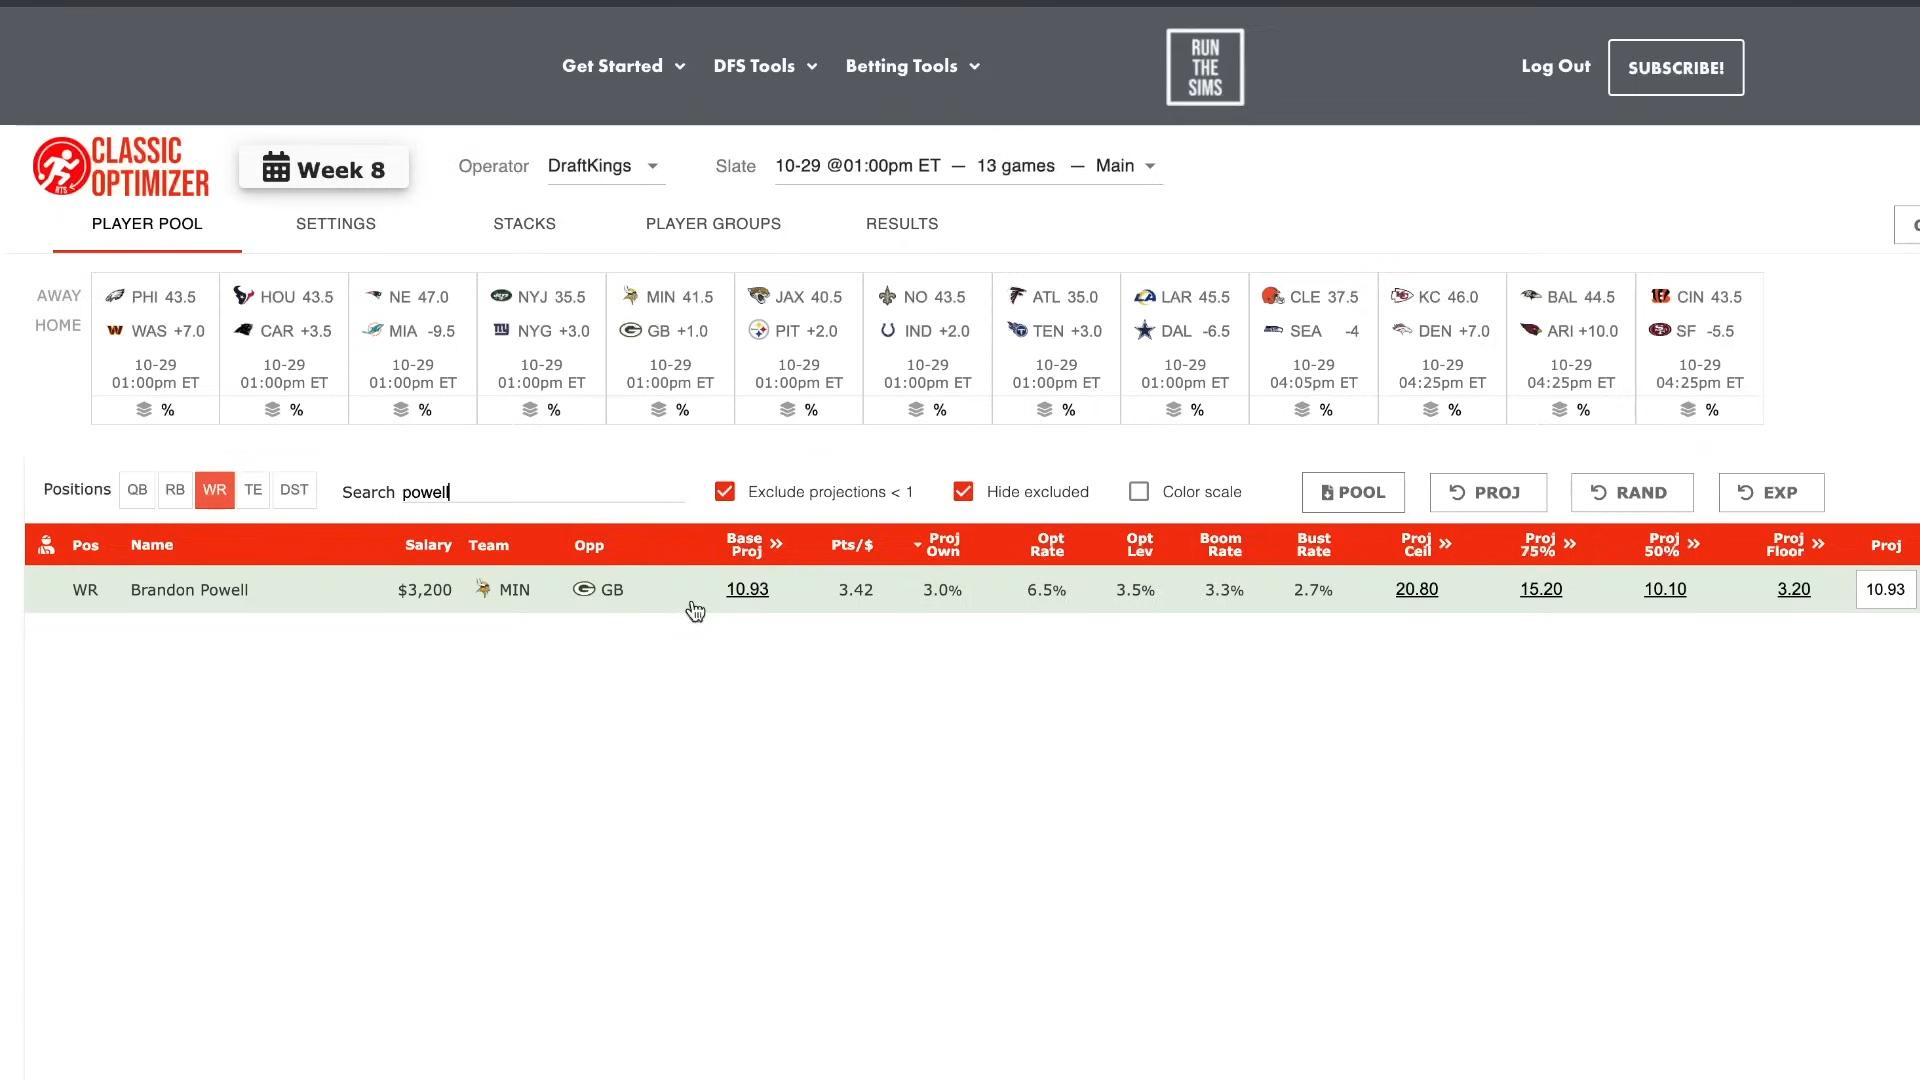 Get Started DFS Tools Betting Tools RUN THE SIMS Log Out SUBSCRIBE!
CLASSIC OPTIMIZER RTS Week 8 Operator DraftKings Slate 10-29 @01:00pm ET — 13 games — Main
PLAYER POOL SETTINGS STACKS PLAYER GROUPS RESULTS
AWAY PHI 43.5 HOU 43.5 NE 47.0 NYJ 35.5 MIN 41.5 JAX 40.5 NO 43.5 ATL 35.0 LAR 45.5 CLE 37.5 KC 46.0 BAL 44.5 CIN 43.5
HOME WAS +7.0 CAR +3.5 MIA -9.5 NYG +3.0 GB +1.0 PIT +2.0 IND +2.0 TEN +3.0 DAL -6.5 SEA -4 DEN +7.0 ARI +10.0 SF -5.5
10-29 10-29 10-29 10-29 10-29 10-29 10-29 10-29 10-29 10-29 10-29 10-29 10-29
01:00pm ET 01:00pm ET 01:00pm ET 01:00pm ET 01:00pm ET 01:00pm ET 01:00pm ET 01:00pm ET 01:00pm ET 04:05pm ET 04:25pm ET 04:25pm ET 04:25pm ET
% % % % % % % % % % % % %
Positions QB RB WR TE DST Search powell Exclude projections < 1 Hide excluded Color scale POOL PROJ RAND EXP
Pos Name Salary Team Opp Base Proj » Pts/$ Proj Own Opt Rate Opt Lev Boom Rate Bust Rate Proj Ceil » Proj 75% » Proj 50% » Proj Floor » Proj
WR Brandon Powell $3,200 MIN GB 10.93 3.42 3.0% 6.5% 3.5% 3.3% 2.7% 20.80 15.20 10.10 3.20 10.93